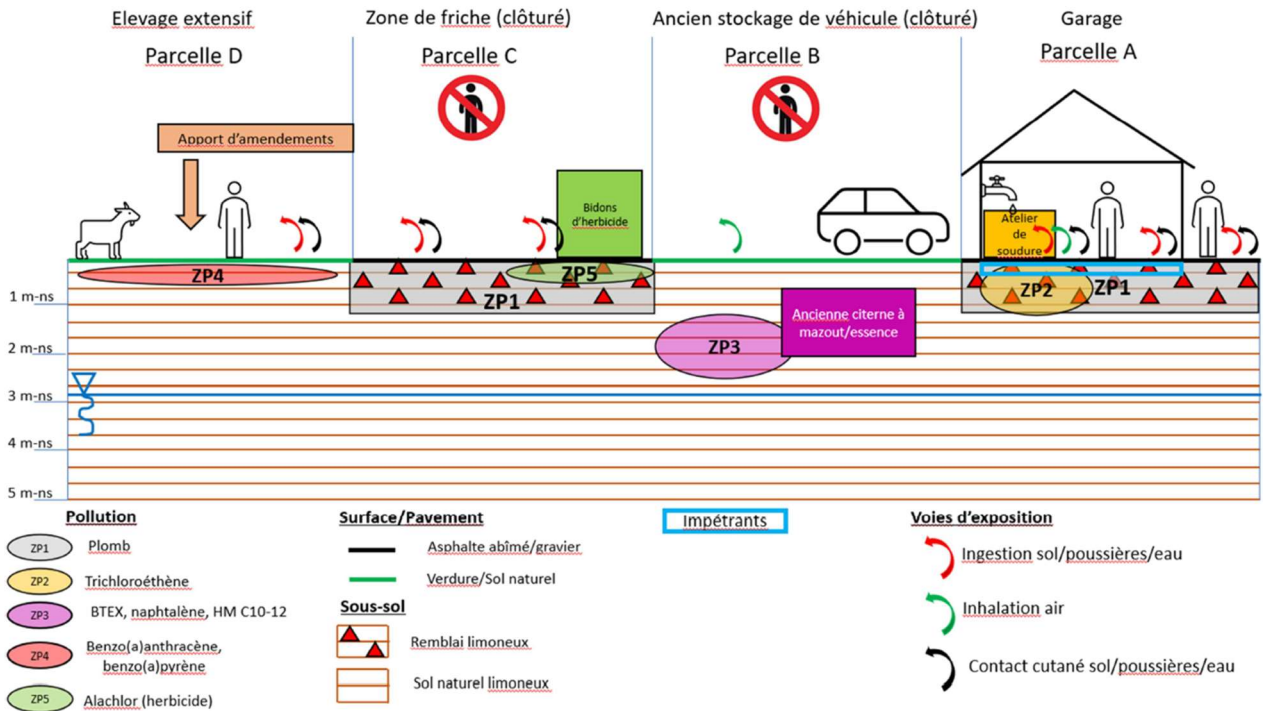 Elevage extensif
Zone de friche (clôturé)
Ancien stockage de véhicule (clôturé)
Garage
Parcelle D
Parcelle C
Parcelle B
Parcelle A
Apport d'amendements
Bidons
d'herbicide
Atelier
de
soudure
ZP4
ZP5
ZP1
ZP2
ZP1
Ancienne citerne à
mazout/essence
ZP3
1 m-ns
2 m-ns
3 m-ns
4 m-ns
5 m-ns
Pollution
ZP1
Plomb
ZP2
Trichloroéthène
ZP3
BTEX, naphtalène, HM C10-12
ZP4
Benzo(a)anthracène,
benzo(a)pyrène
ZP5
Alachlor (herbicide)
Surface/Pavement
Asphalte abîmé/gravier
Verdure/Sol naturel
Sous-sol
Remblai limoneux
Sol naturel limoneux
Impétrants
Voies d'exposition
Ingestion sol/poussières/eau
Inhalation air
Contact cutané sol/poussières/eau